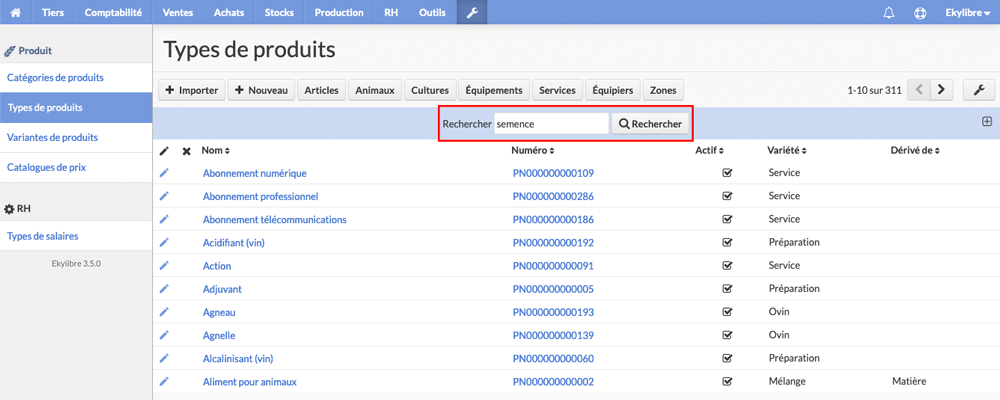 Tiers Comptabilité Ventes Achats Stocks Production RH Outils Ekylibre
Produit
Catégories de produits
Types de produits
Variantes de produits
Catalogues de prix
RH
Types de salaires
Ekylibre 3.5.0
Types de produits
Importer Nouveau Articles Animaux Cultures Équipements Services Équipiers Zones 1-10 sur 311
Rechercher semence Rechercher
Nom Numéro Actif Variété Dérivé de
Abonnement numérique PN000000000109 Service
Abonnement professionnel PN000000000286 Service
Abonnement télécommunications PN000000000186 Service
Acidifiant (vin) PN000000000192 Préparation
Action PN000000000091 Service
Adjuvant PN000000000005 Préparation
Agneau PN000000000193 Ovin
Agnelle PN000000000139 Ovin
Alcalinisant (vin) PN000000000060 Préparation
Aliment pour animaux PN000000000002 Mélange Matière